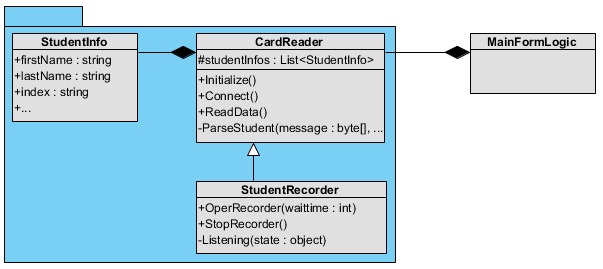 StudentInfo
+firstName : string
+lastName : string
+index : string
+...
CardReader
#studentInfos : List<StudentInfo>
+Initialize()
+Connect()
+ReadData()
-ParseStudent(message : byte[], ...
MainFormLogic
StudentRecorder
+OperRecorder(waittime : int)
+StopRecorder()
-Listening(state : object)